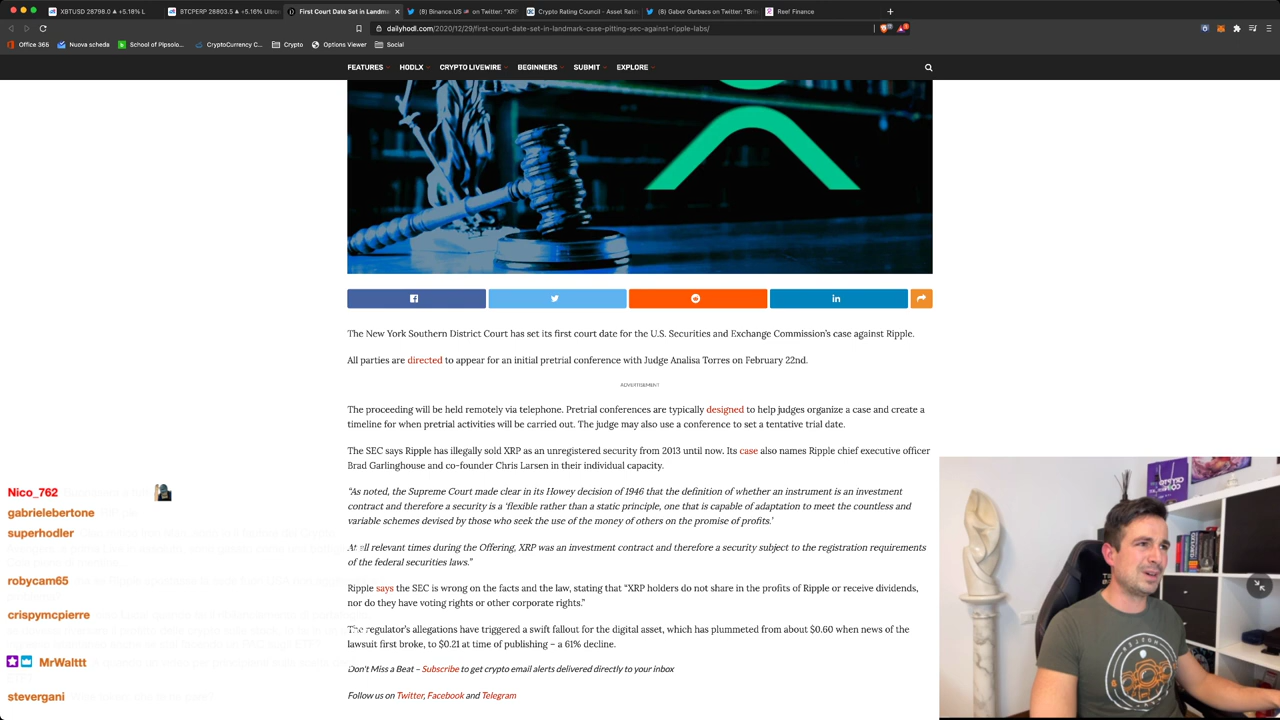 XBTUSD 28798.0 ▲ +5.18% L
BTCPERP 28803.5 ▲ +5.16% Ultim
First Court Date Set in Landma
(8) Binance.US on Twitter: "XRP
Crypto Rating Council - Asset Ratin
(8) Gabor Gurbacs on Twitter: "Brin
Reef Finance
dailyhodl.com/2020/12/29/first-court-date-set-in-landmark-case-pitting-sec-against-ripple-labs/
Office 365
Nuova scheda
School of Pipsolo...
CryptoCurrency C...
Crypto
Options Viewer
Social
FEATURES
HODLX
CRYPTO LIVEWIRE
BEGINNERS
SUBMIT
EXPLORE
The New York Southern District Court has set its first court date for the U.S. Securities and Exchange Commission's case against Ripple.
All parties are directed to appear for an initial pretrial conference with Judge Analisa Torres on February 22nd.
ADVERTISEMENT
The proceeding will be held remotely via telephone. Pretrial conferences are typically designed to help judges organize a case and create a
timeline for when pretrial activities will be carried out. The judge may also use a conference to set a tentative trial date.
The SEC says Ripple has illegally sold XRP as an unregistered security from 2013 until now. Its case also names Ripple chief executive officer
Brad Garlinghouse and co-founder Chris Larsen in their individual capacity.
"As noted, the Supreme Court made clear in its Howey decision of 1946 that the definition of whether an instrument is an investment
contract and therefore a security is a 'flexible rather than a static principle, one that is capable of adaptation to meet the countless and
variable schemes devised by those who seek the use of the money of others on the promise of profits.'
At all relevant times during the Offering, XRP was an investment contract and therefore a security subject to the registration requirements
of the federal securities laws."
Ripple says the SEC is wrong on the facts and the law, stating that "XRP holders do not share in the profits of Ripple or receive dividends,
nor do they have voting rights or other corporate rights."
The regulator's allegations have triggered a swift fallout for the digital asset, which has plummeted from about $0.60 when news of the
lawsuit first broke, to $0.21 at time of publishing – a 61% decline.
Don't Miss a Beat – Subscribe to get crypto email alerts delivered directly to your inbox
Follow us on Twitter, Facebook and Telegram
Nico_762
gabrielebertone
superhodler
robycam65
crispymcpierre
MrWalttt
stevergani